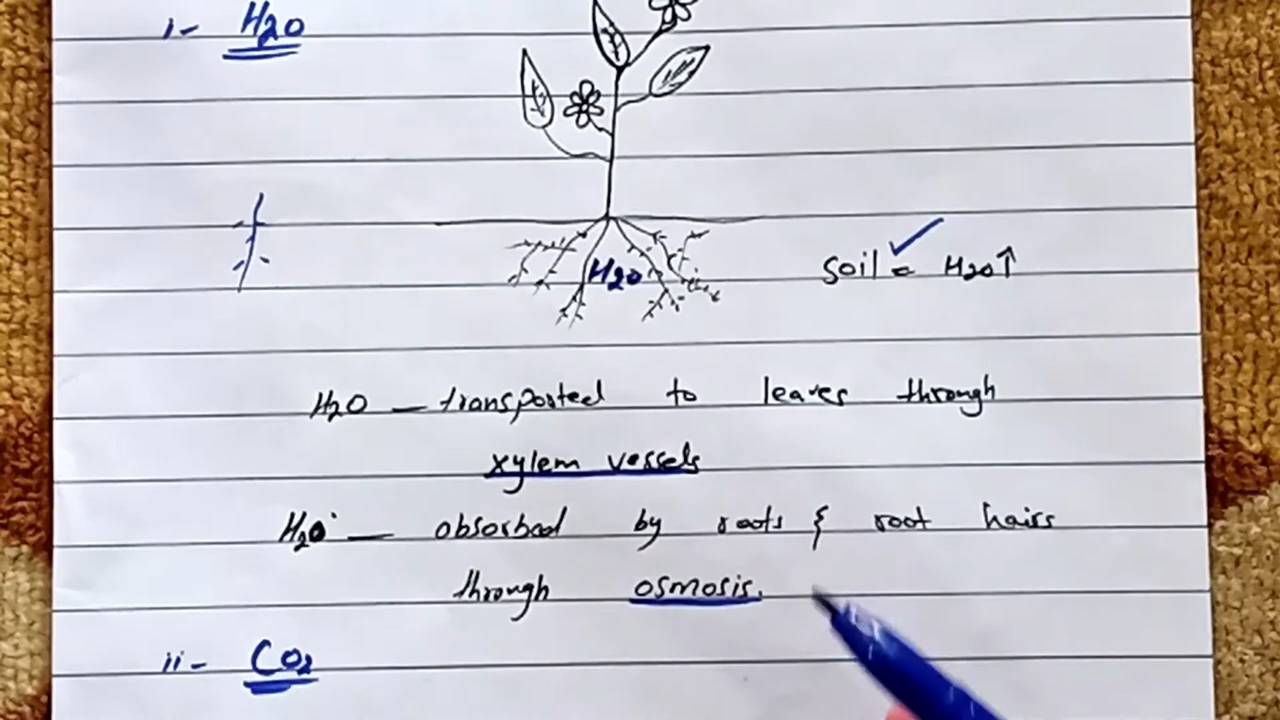 i- H2O
H2O
soil = H2O↑
H2O — transported to leaves through
xylem vessels
H2O — absorbed by roots & root hairs
through osmosis.
ii- CO2